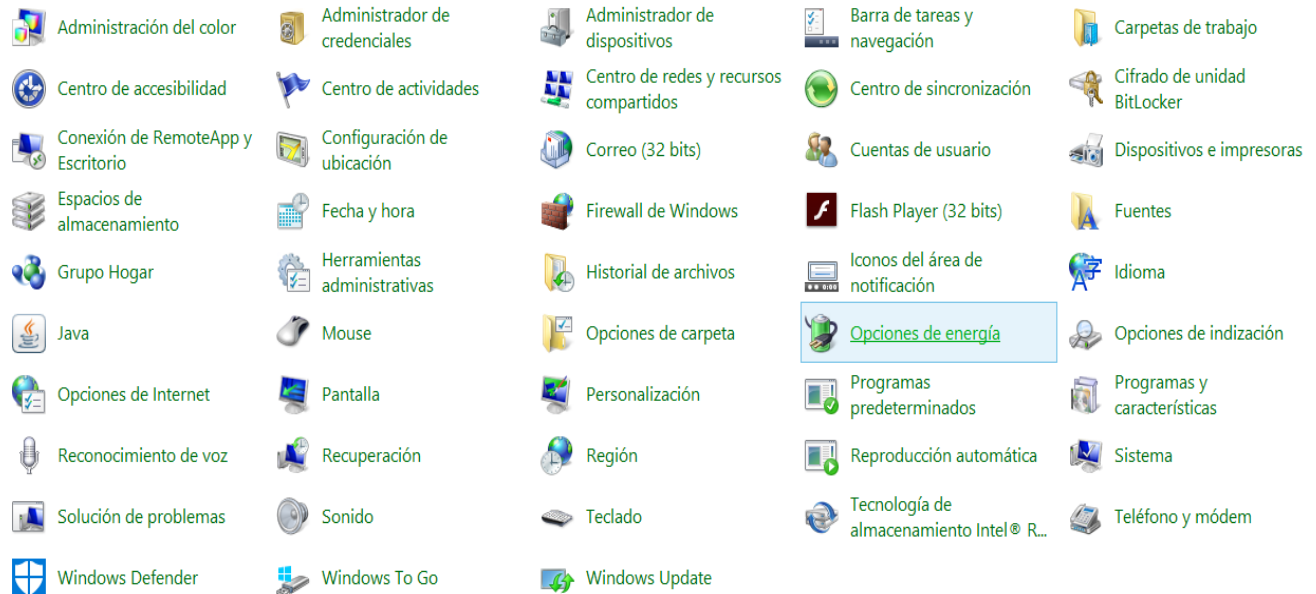 Administración del color
Administrador de
credenciales
Administrador de
dispositivos
Barra de tareas y
navegación
Carpetas de trabajo
Centro de accesibilidad
Centro de actividades
Centro de redes y recursos
compartidos
Centro de sincronización
Cifrado de unidad
BitLocker
Conexión de RemoteApp y
Escritorio
Configuración de
ubicación
Correo (32 bits)
Cuentas de usuario
Dispositivos e impresoras
Espacios de
almacenamiento
Fecha y hora
Firewall de Windows
Flash Player (32 bits)
Fuentes
Grupo Hogar
Herramientas
administrativas
Historial de archivos
Iconos del área de
notificación
Idioma
Java
Mouse
Opciones de carpeta
Opciones de energía
Opciones de indización
Opciones de Internet
Pantalla
Personalización
Programas
predeterminados
Programas y
características
Reconocimiento de voz
Recuperación
Región
Reproducción automática
Sistema
Solución de problemas
Sonido
Teclado
Tecnología de
almacenamiento Intel® R...
Teléfono y módem
Windows Defender
Windows To Go
Windows Update